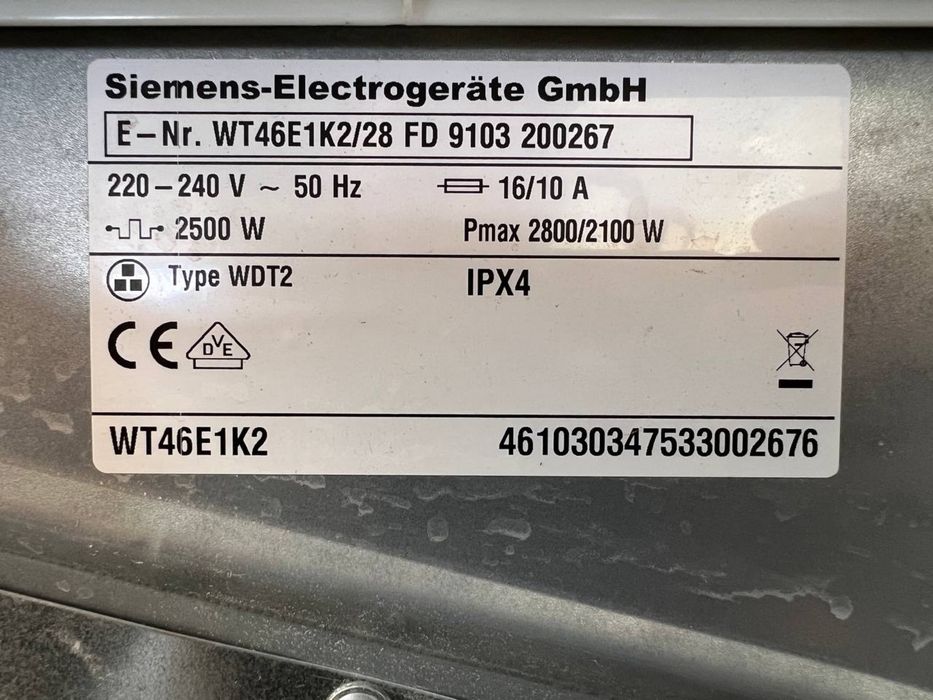 Siemens-Electrogeräte GmbH
E-Nr. WT46E1K2/28 FD 9103 200267
220-240 V ~ 50 Hz 16/10 A
2500 W Pmax 2800/2100 W
Type WDT2 IPX4
CE DVE
WT46E1K2 461030347533002676